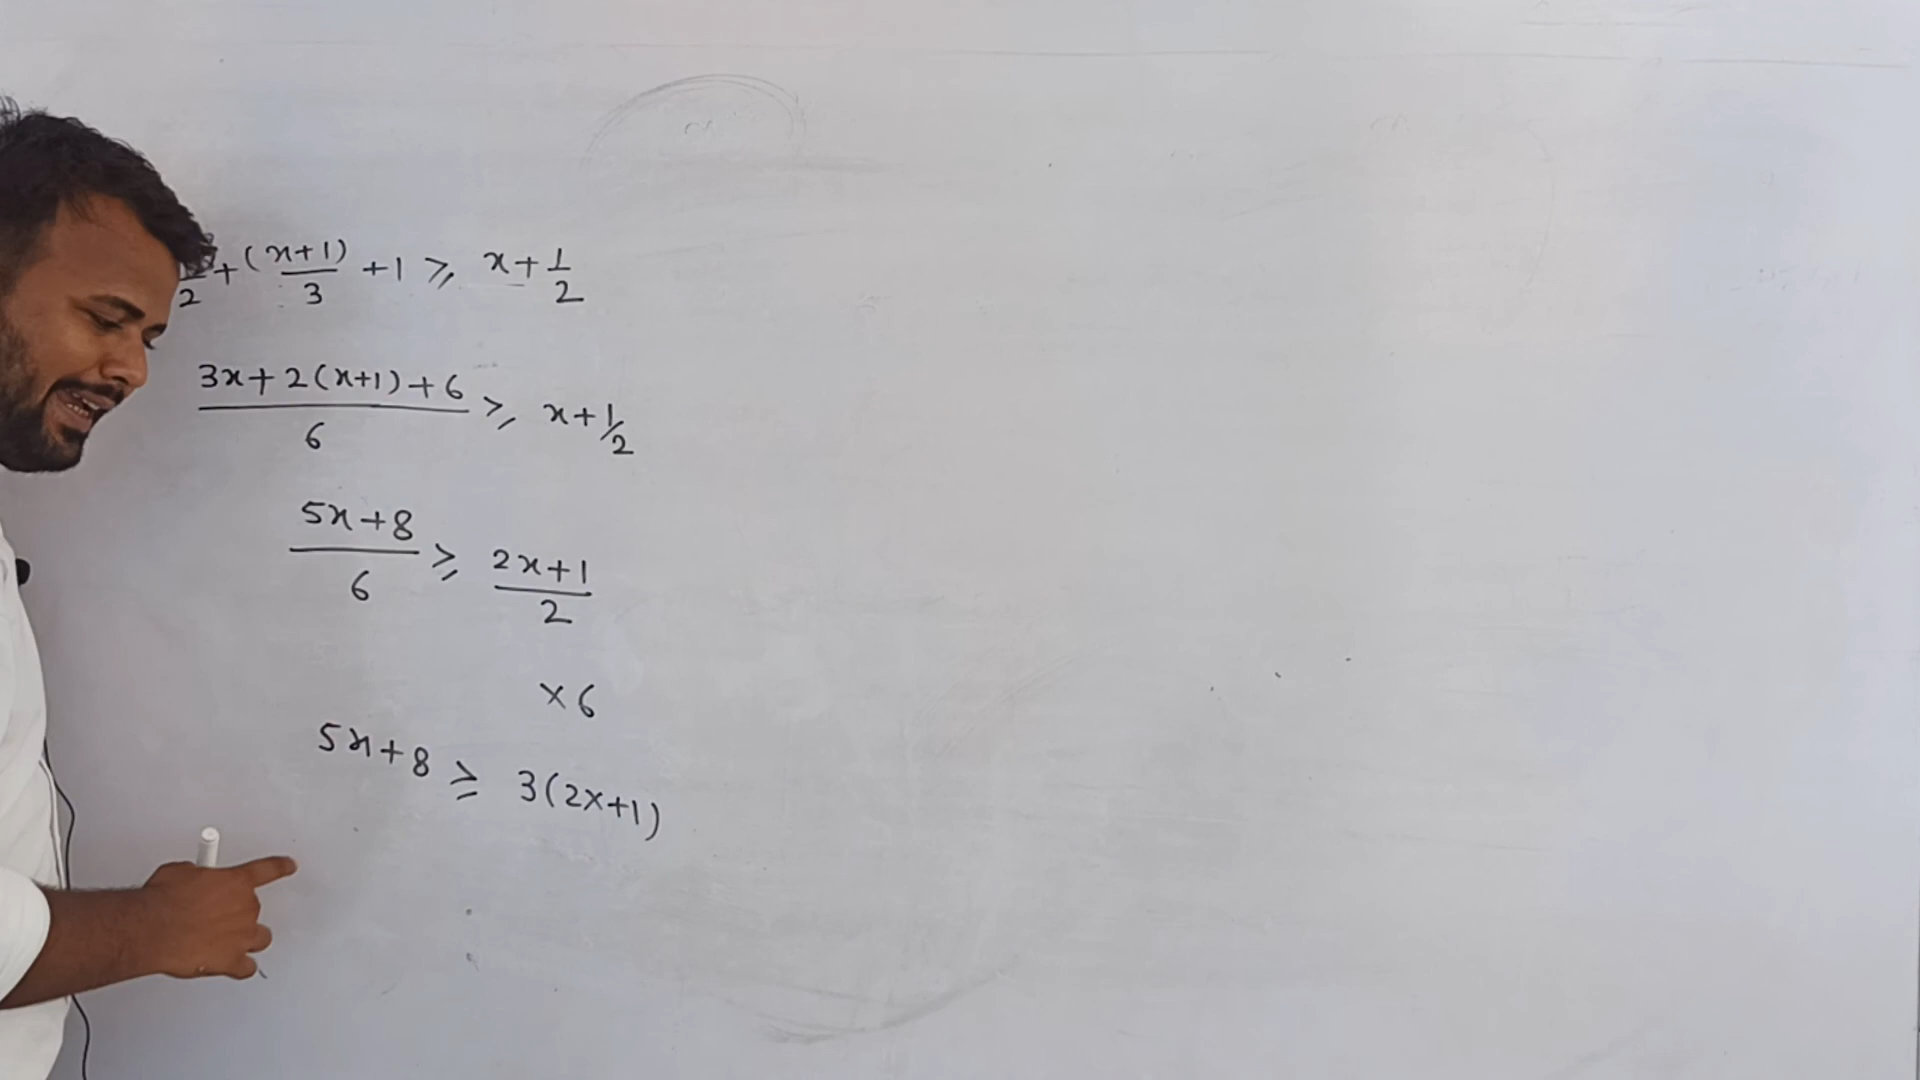 2 + (x+1)/3 + 1 ≥ x + 1/2
3x + 2(x+1) + 6 / 6 ≥ x + 1/2
5x + 8 / 6 ≥ 2x + 1 / 2
× 6
5x + 8 ≥ 3(2x+1)